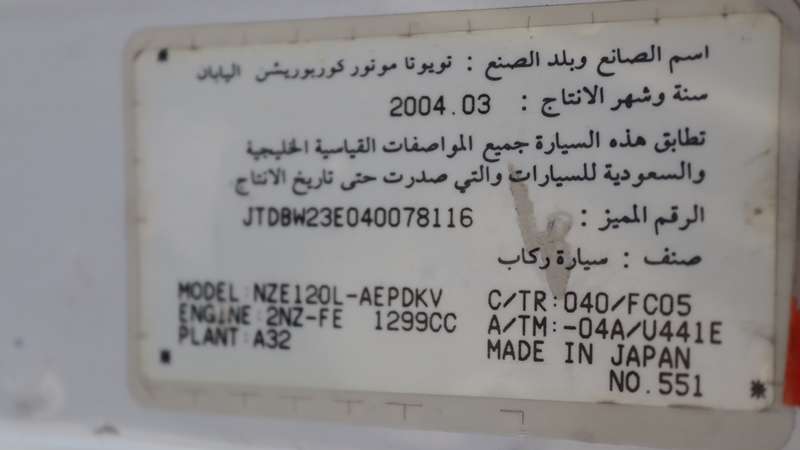 اسم الصانع وبلد الصنع : تويوتا موتور كوربوريشن اليابان
سنة وشهر الانتاج : 2004.03
تطابق هذه السيارة جميع المواصفات القياسية الخليجية
والسعودية للسيارات والتي صدرت حتى تاريخ الانتاج
الرقم المميز : JTDBW23E040078116
صنف : سيارة ركاب
MODEL:NZE120L-AEPDKV C/TR:040/FC05
ENGINE:2NZ-FE 1299CC A/TM:-04A/U441E
PLANT:A32 MADE IN JAPAN
NO.551